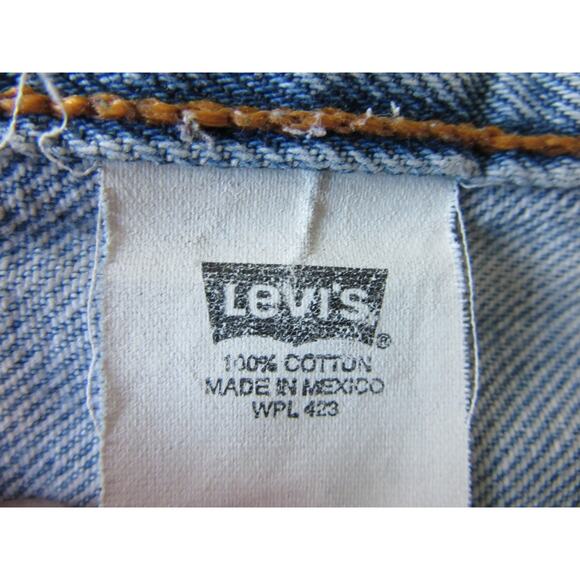 Levi's
®
100% COTTON
MADE IN MEXICO
WPL 423